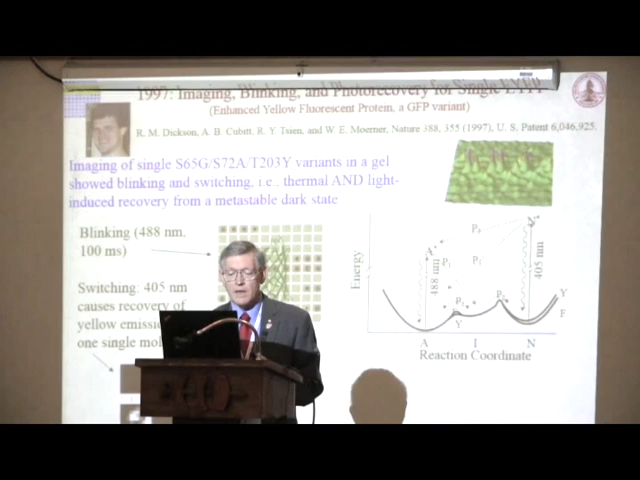 1997: Imaging, Blinking, and Photorecovery for Single EYFP
(Enhanced Yellow Fluorescent Protein, a GFP variant)
R. M. Dickson, A. B. Cubitt, R. Y. Tsien, and W. E. Moerner, Nature 388, 355 (1997), U. S. Patent 6,046,925.
Imaging of single S65G/S72A/T203Y variants in a gel
showed blinking and switching, i.e., thermal AND light-
induced recovery from a metastable dark state
Blinking (488 nm,
100 ms)
Switching: 405 nm
causes recovery of
yellow
one single
Energy
488 nm
405 nm
Y
F
Y
A I N
Reaction Coordinate